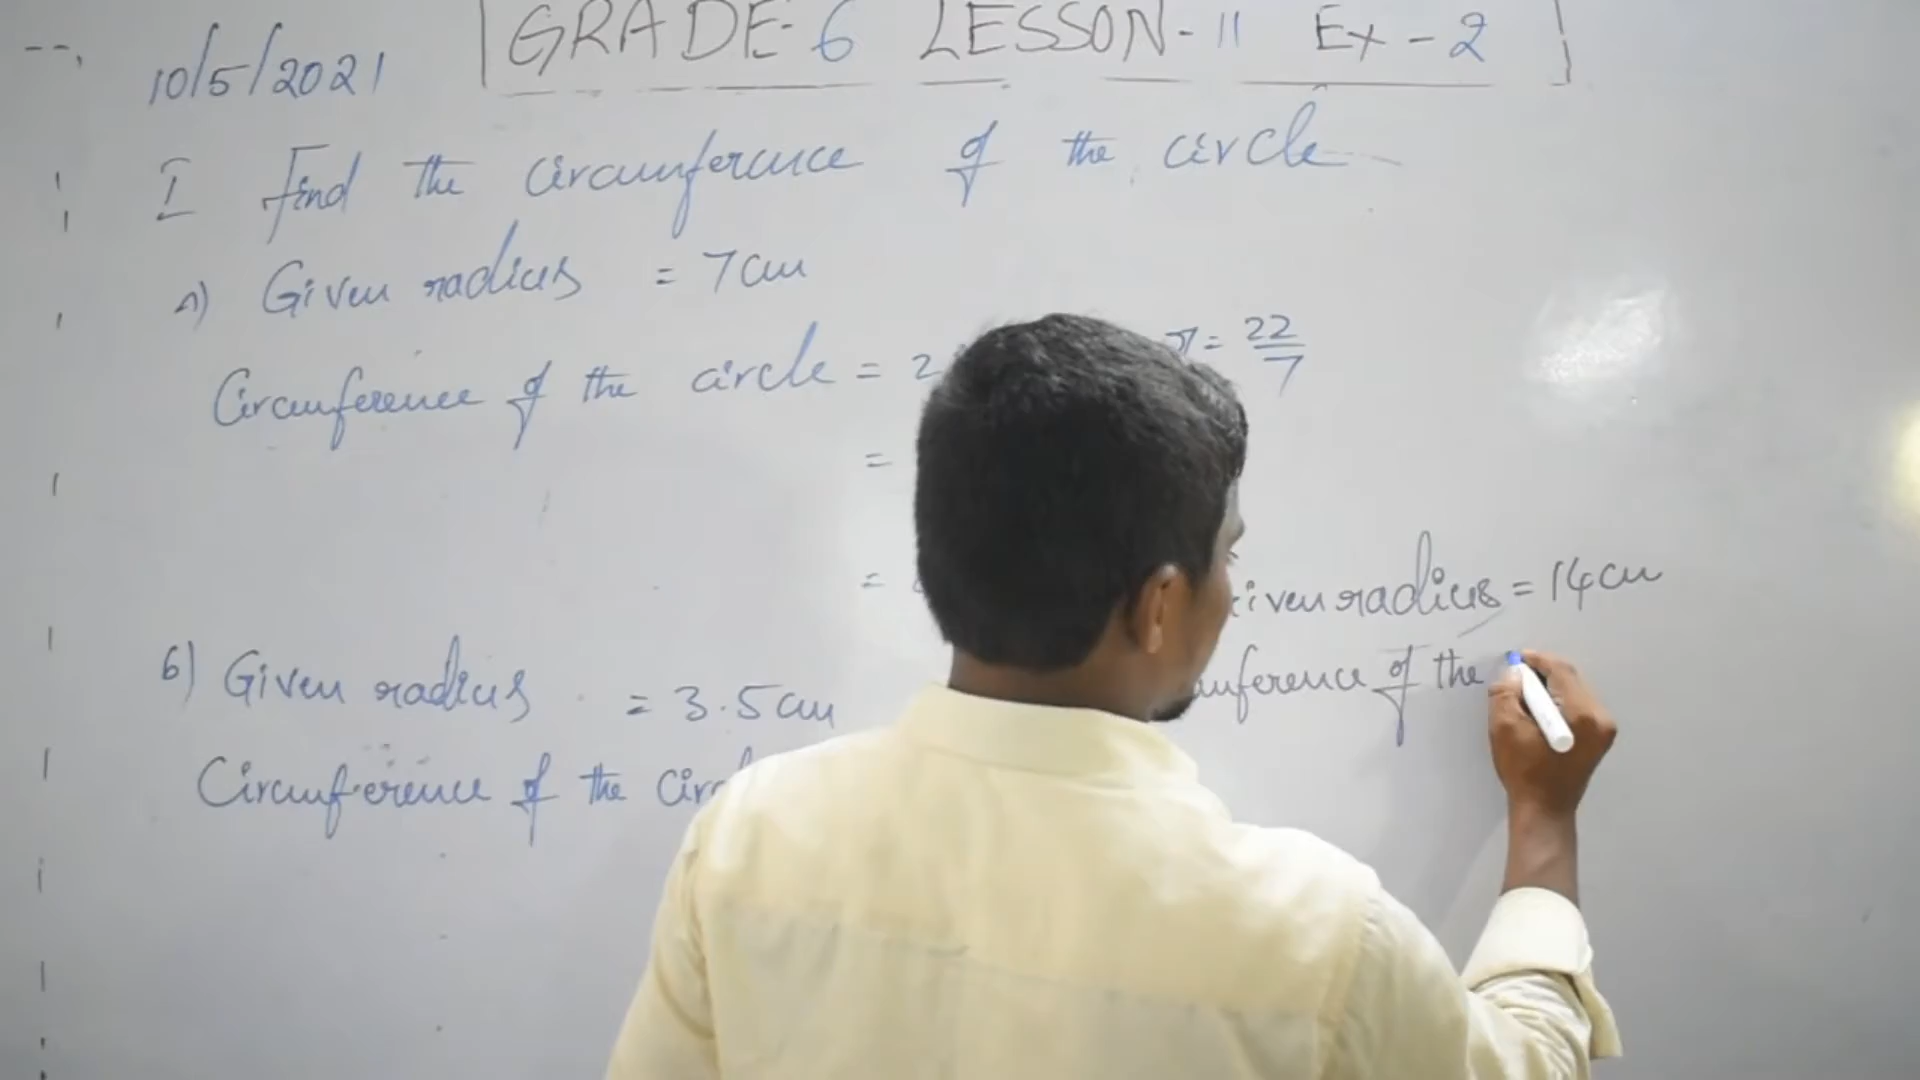 10/5/2021
GRADE-6 LESSON-11 Ex-2
I Find the circumference of the circle
a) Given radius = 7cm
Circumference of the circle = 2
π = 22/7
=
=
iven radius = 14cm
umference of the
b) Given radius = 3.5cm
Circumference of the circ